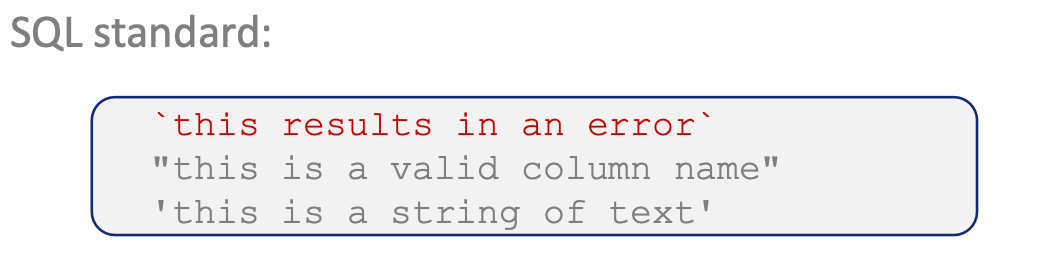 SQL standard:
`this results in an error`
"this is a valid column name"
'this is a string of text'